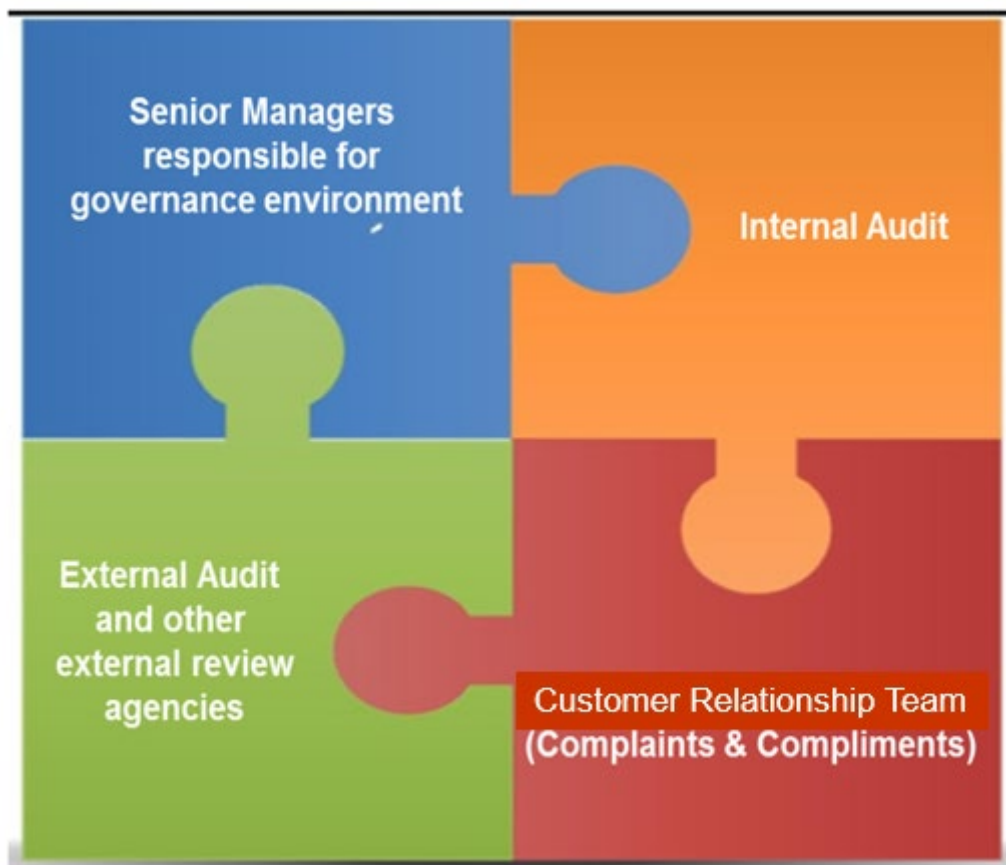 Senior Managers
responsible for
governance environment
Internal Audit
External Audit
and other
external review
agencies
Customer Relationship Team
(Complaints & Compliments)